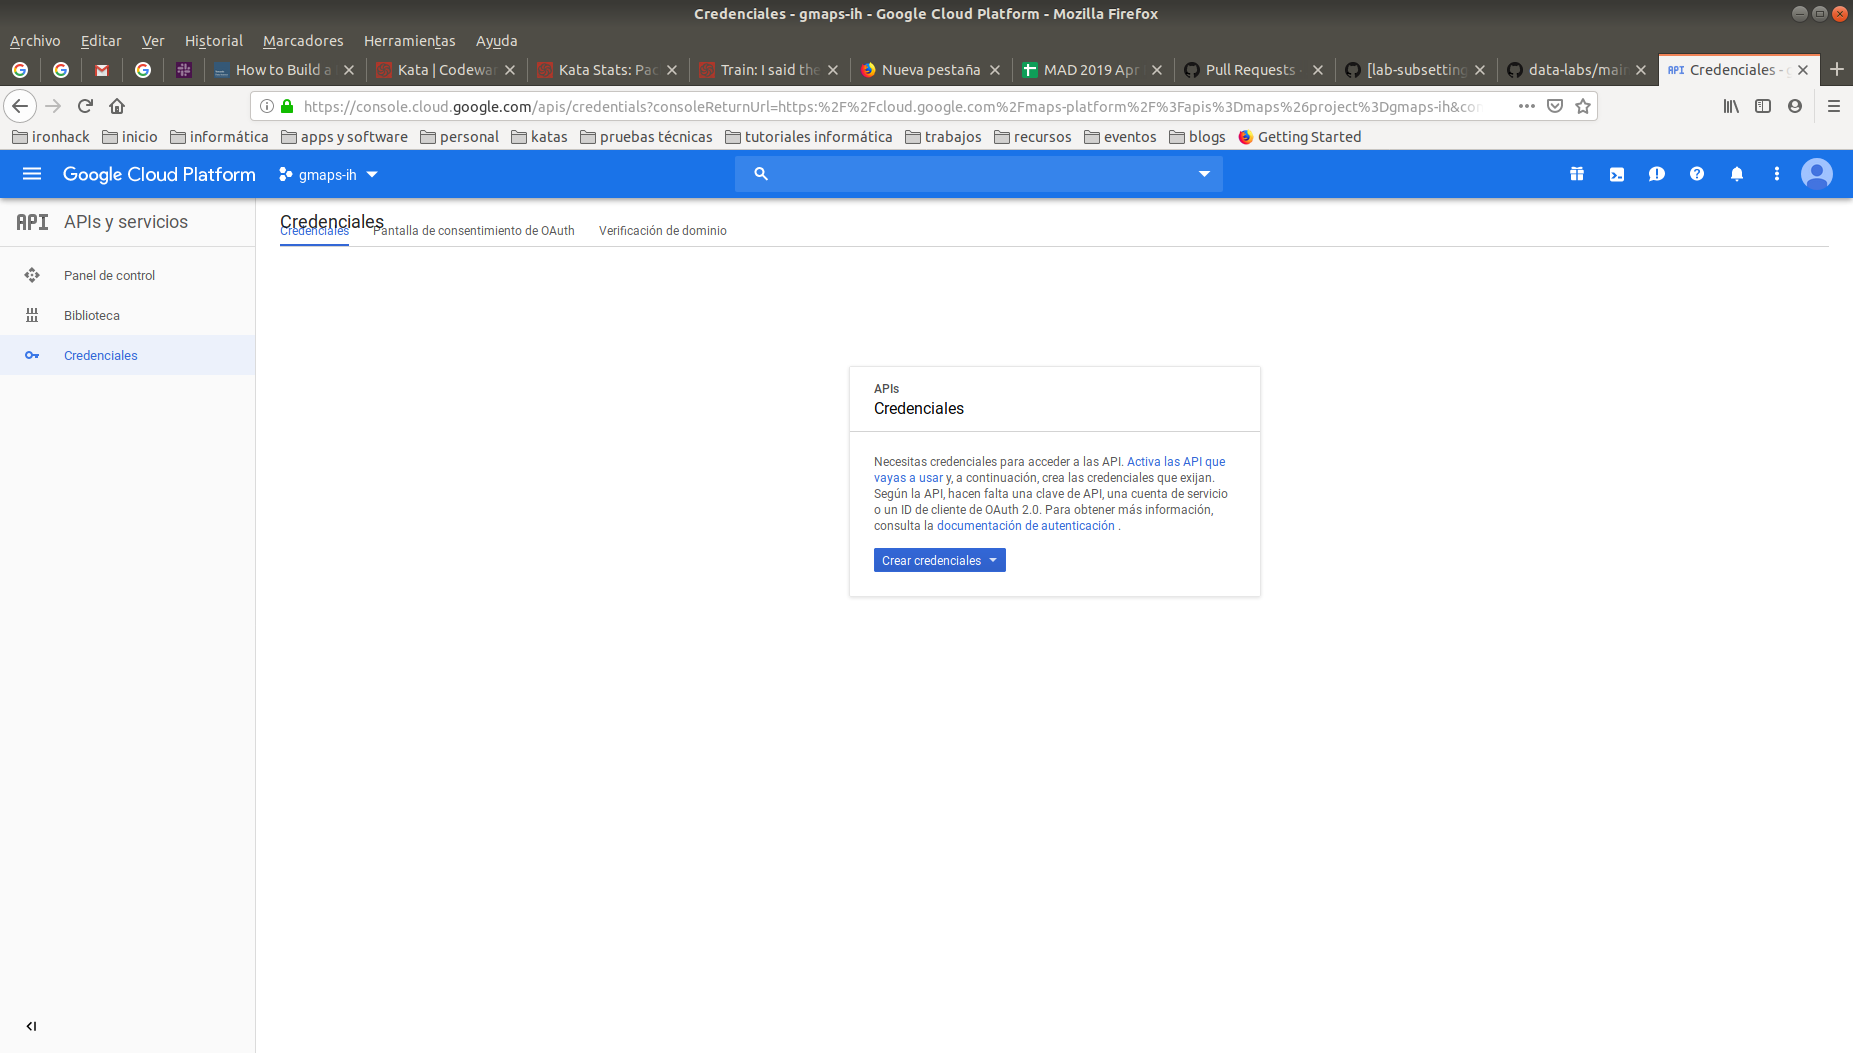 Credenciales - gmaps-ih - Google Cloud Platform - Mozilla Firefox
Archivo Editar Ver Historial Marcadores Herramientas Ayuda
How to Build a Kata | Codewar Kata Stats: Pac Train: I said the Nueva pestaña MAD 2019 Apr Pull Requests - [lab-subsetting data-labs/main API Credenciales - g
https://console.cloud.google.com/apis/credentials?consoleReturnUrl=https:%2F%2Fcloud.google.com%2Fmaps-platform%2F%3Fapis%3Dmaps%26project%3Dgmaps-ih&con
ironhack inicio informática apps y software personal katas pruebas técnicas tutoriales informática trabajos recursos eventos blogs Getting Started
Google Cloud Platform gmaps-ih
API APIs y servicios
Credenciales
Credenciales Pantalla de consentimiento de OAuth Verificación de dominio
Panel de control
Biblioteca
Credenciales
APIs
Credenciales
Necesitas credenciales para acceder a las API. Activa las API que
vayas a usar y, a continuación, crea las credenciales que exijan.
Según la API, hacen falta una clave de API, una cuenta de servicio
o un ID de cliente de OAuth 2.0. Para obtener más información,
consulta la documentación de autenticación .
Crear credenciales